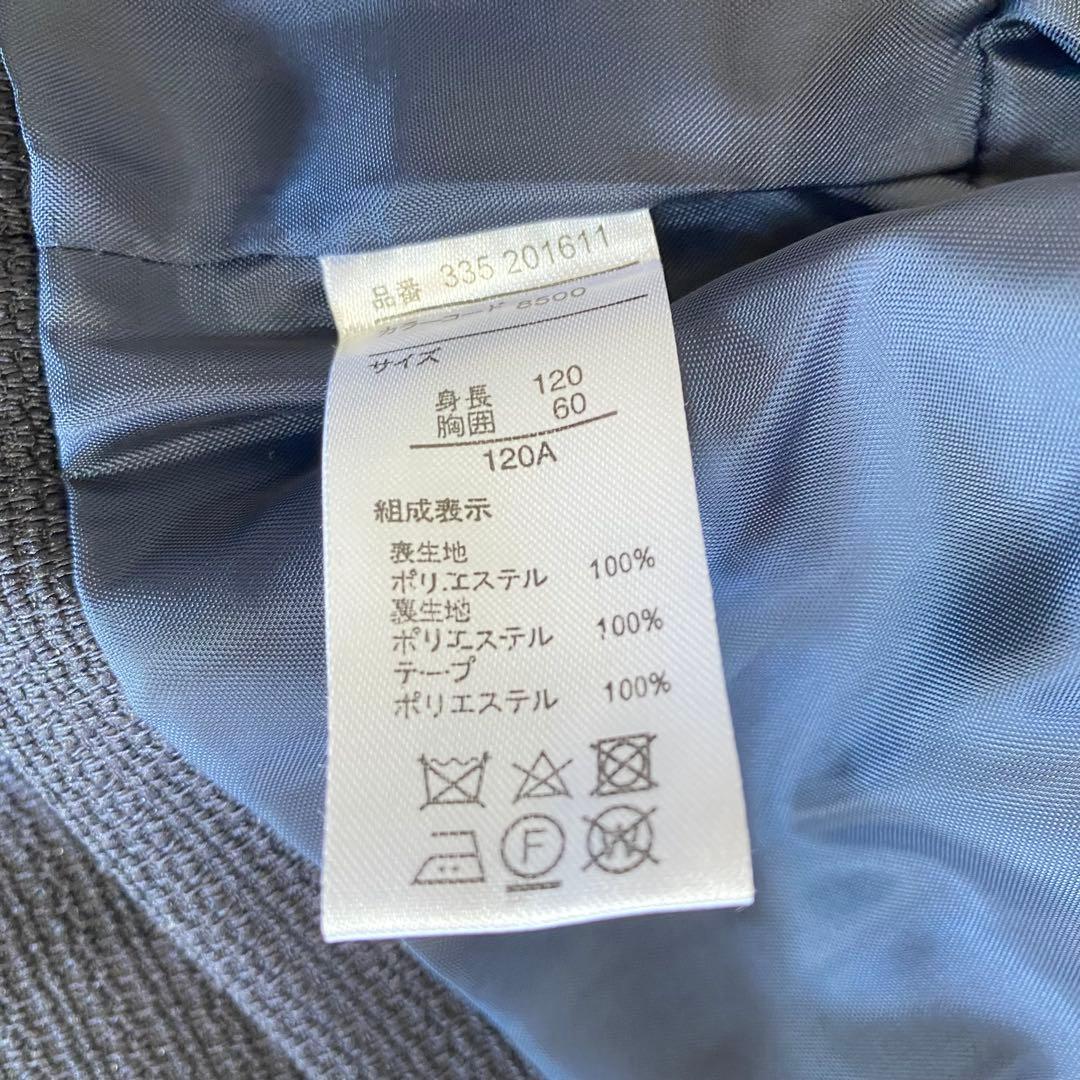 品番 335 201611
カラーコード 8500
サイズ
身長 120
胸囲 60
120A
組成表示
表生地
ポリエステル 100%
裏生地
ポリエステル 100%
テープ
ポリエステル 100%
F
W